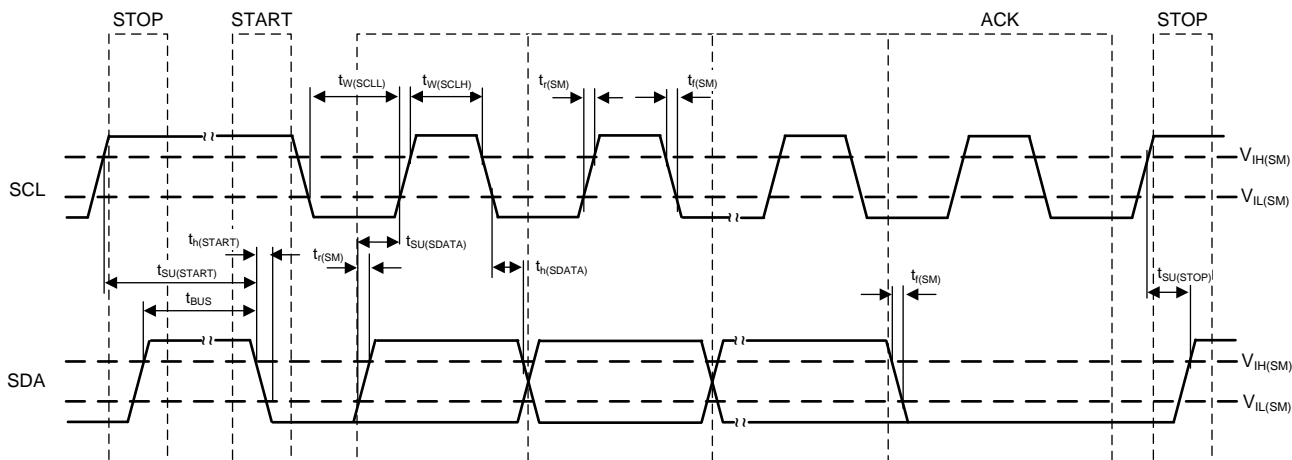 STOP START ACK STOP
tW(SCLL) tW(SCLH) tr(SM) tf(SM)
VIH(SM)
SCL
VIL(SM)
th(START) tSU(SDATA)
tr(SM)
th(SDATA)
tSU(START) tf(SM) tSU(STOP)
tBUS
VIH(SM)
SDA
VIL(SM)